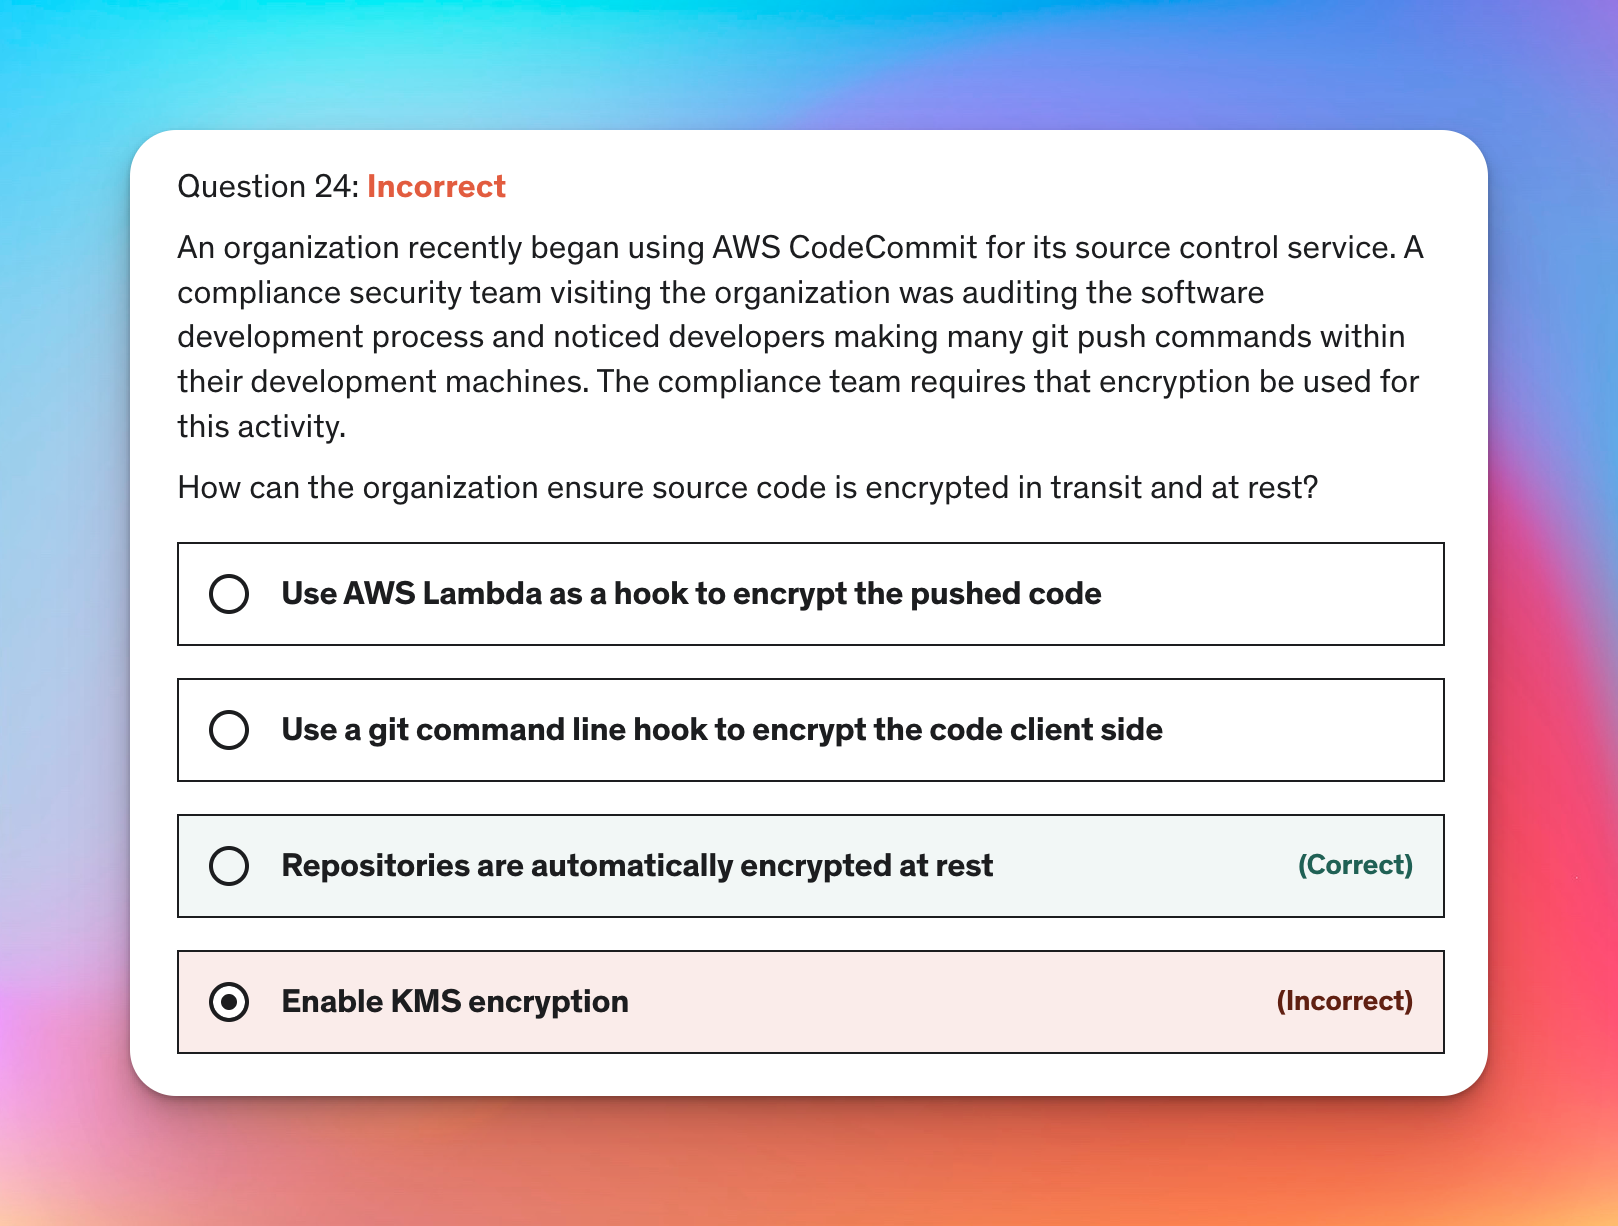 Question 24: Incorrect
An organization recently began using AWS CodeCommit for its source control service. A
compliance security team visiting the organization was auditing the software
development process and noticed developers making many git push commands within
their development machines. The compliance team requires that encryption be used for
this activity.
How can the organization ensure source code is encrypted in transit and at rest?
Use AWS Lambda as a hook to encrypt the pushed code
Use a git command line hook to encrypt the code client side
Repositories are automatically encrypted at rest (Correct)
Enable KMS encryption (Incorrect)